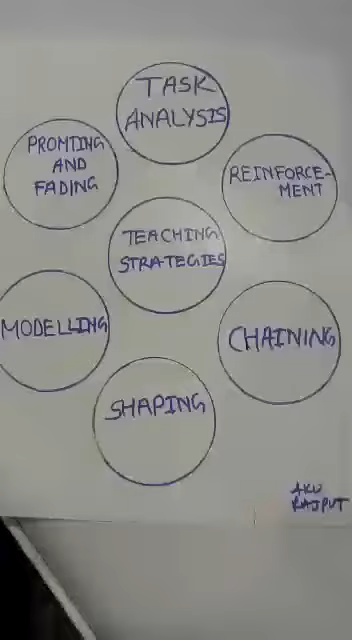 TASK
ANALYSIS
PROMTING
AND
FADING
REINFORCE-
MENT
TEACHING
STRATEGIES
MODELLING
CHAINING
SHAPING
AKU
RAJPUT